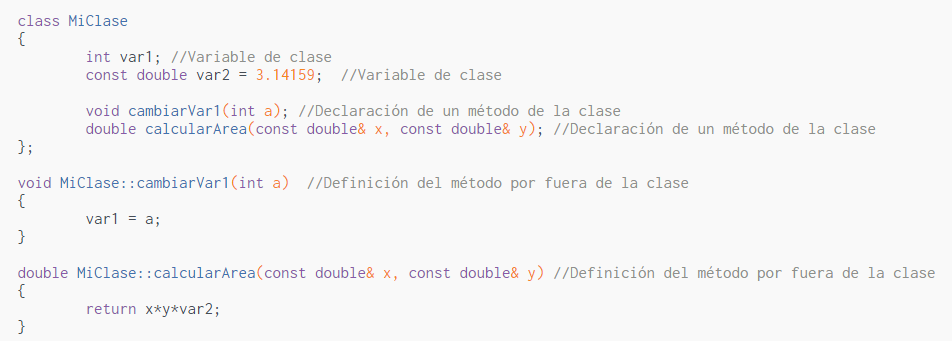 class MiClase
{
int var1; //Variable de clase
const double var2 = 3.14159; //Variable de clase
void cambiarVar1(int a); //Declaración de un método de la clase
double calcularArea(const double& x, const double& y); //Declaración de un método de la clase
};
void MiClase::cambiarVar1(int a) //Definición del método por fuera de la clase
{
var1 = a;
}
double MiClase::calcularArea(const double& x, const double& y) //Definición del método por fuera de la clase
{
return x*y*var2;
}